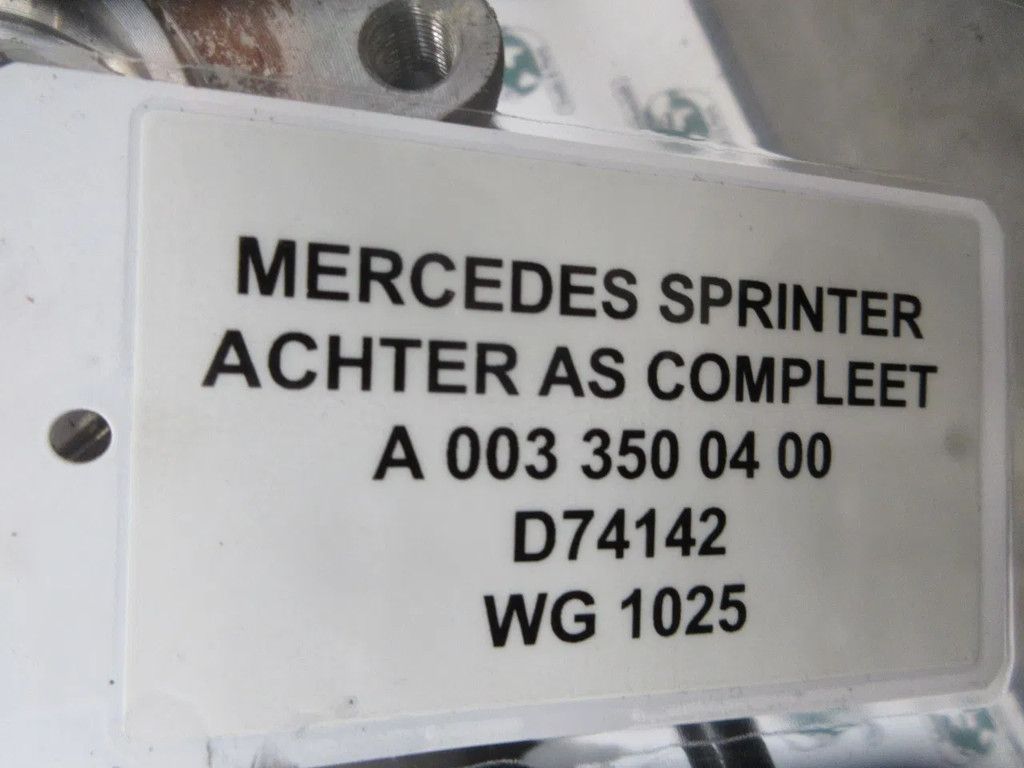 MERCEDES SPRINTER
ACHTER AS COMPLEET
A 003 350 04 00
D74142
WG 1025